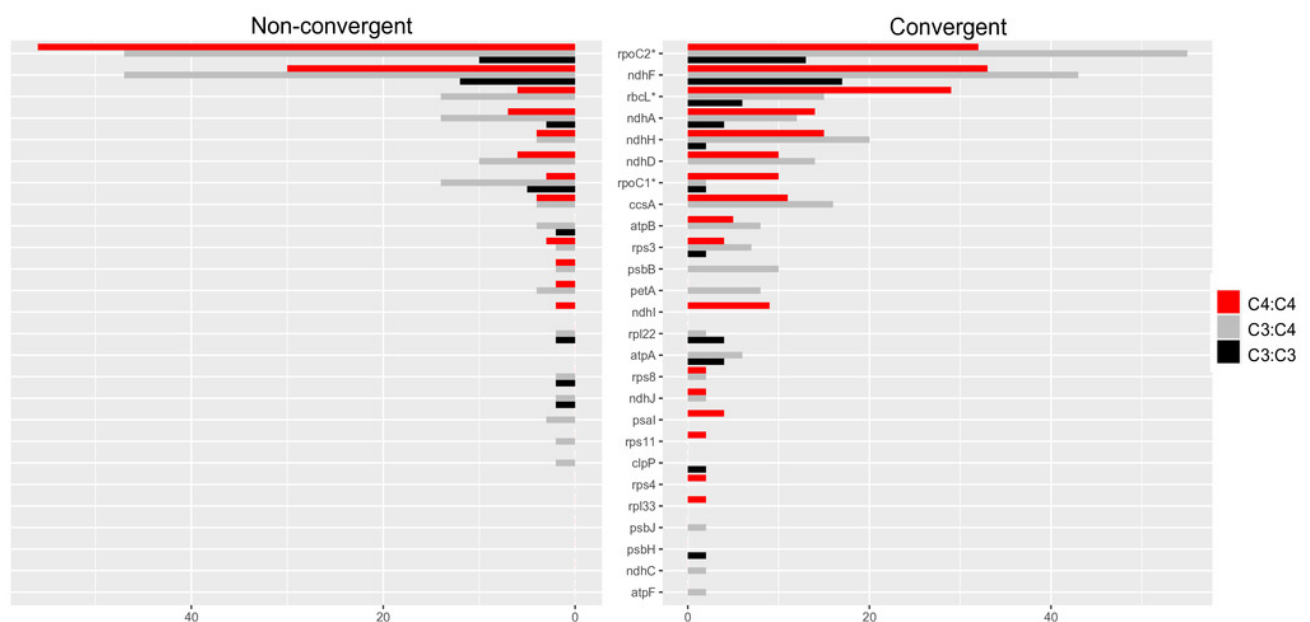 Non-convergent
Convergent
rpoC2*
ndhF
rbcL*
ndhA
ndhH
ndhD
rpoC1*
ccsA
atpB
rps3
psbB
petA
ndhI
rpl22
atpA
rps8
ndhJ
psaI
rps11
clpP
rps4
rpl33
psbJ
psbH
ndhC
atpF
C4:C4
C3:C4
C3:C3
40
20
0
0
20
40